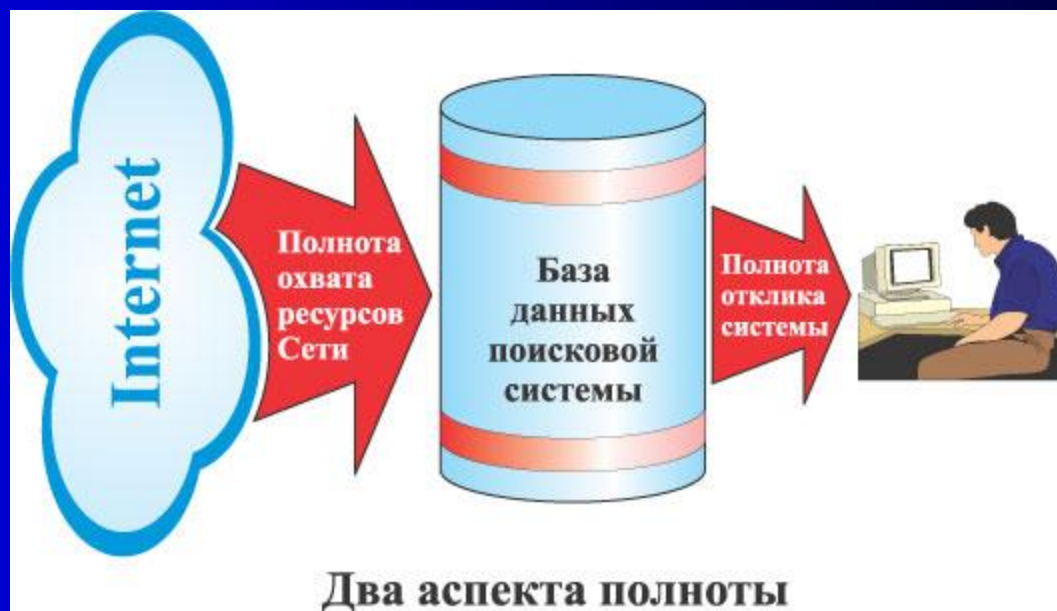 Internet
Полнота
охвата
ресурсов
Сети
База
данных
поисковой
системы
Полнота
отклика
системы
Два аспекта полноты